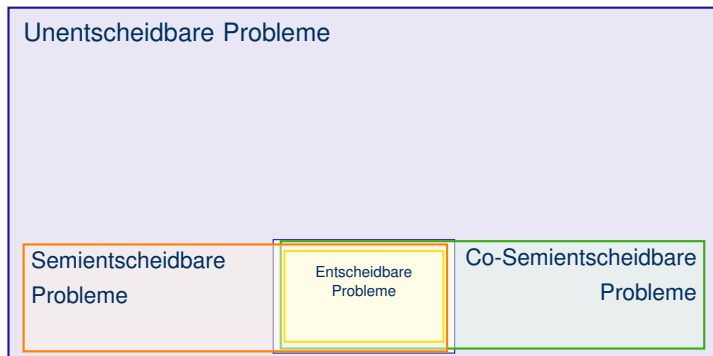 Unentscheidbare Probleme
Semientscheidbare
Probleme
Entscheidbare
Probleme
Co-Semientscheidbare
Probleme